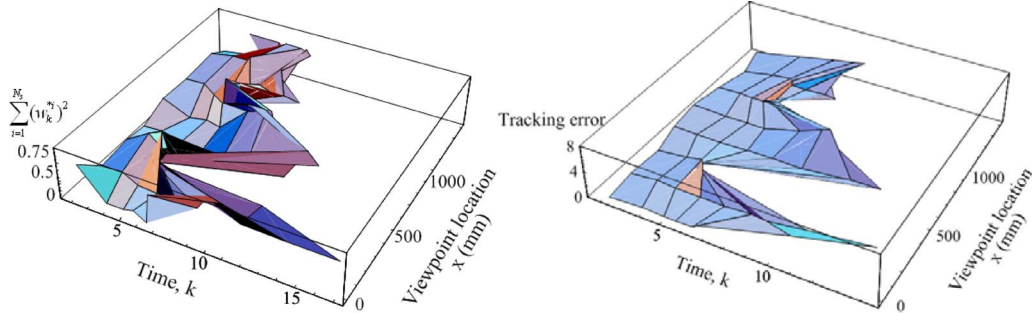 \sum_{i=1}^{N_s}(w_k^{*i})^2
0.75
0.5
0
5
10
15
Time, k
0
500
1000
Viewpoint location
x (mm)
Tracking error
8
4
0
5
10
Time, k
0
500
1000
Viewpoint location
x (mm)